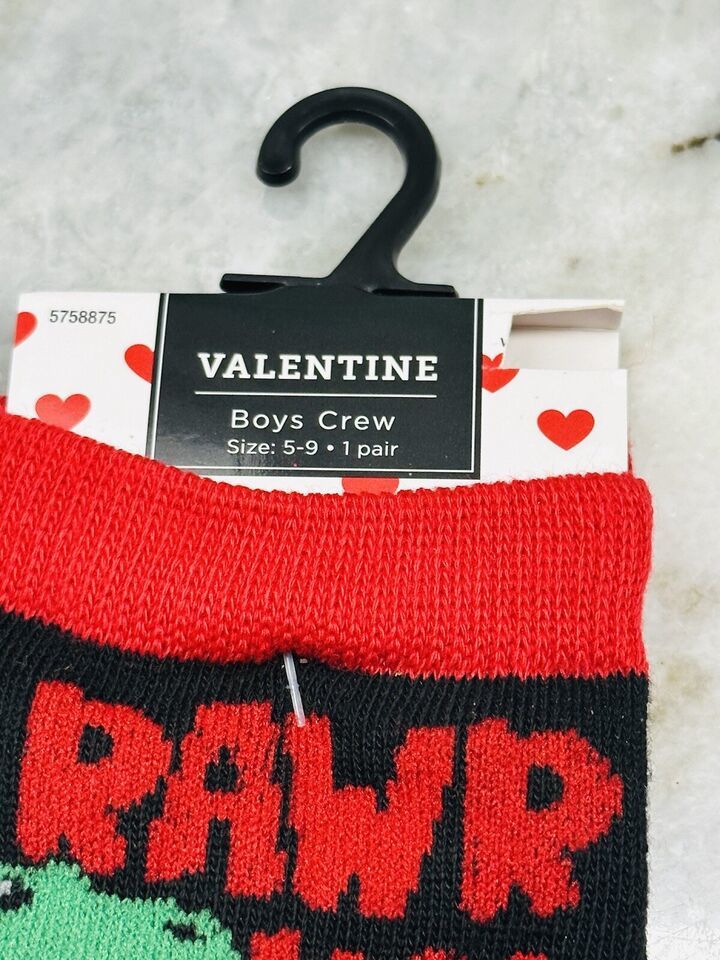 5758875
VALENTINE
Boys Crew
Size: 5-9 • 1 pair
RAWR